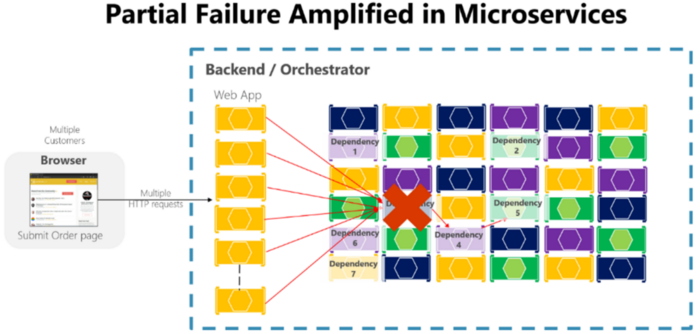 Partial Failure Amplified in Microservices
Backend / Orchestrator
Web App
Multiple
Customers
Browser
Submit Order page
Multiple
HTTP requests
Dependency
1
Dependency
2
Dependency
5
Dependency
6
Dependency
4
Dependency
7